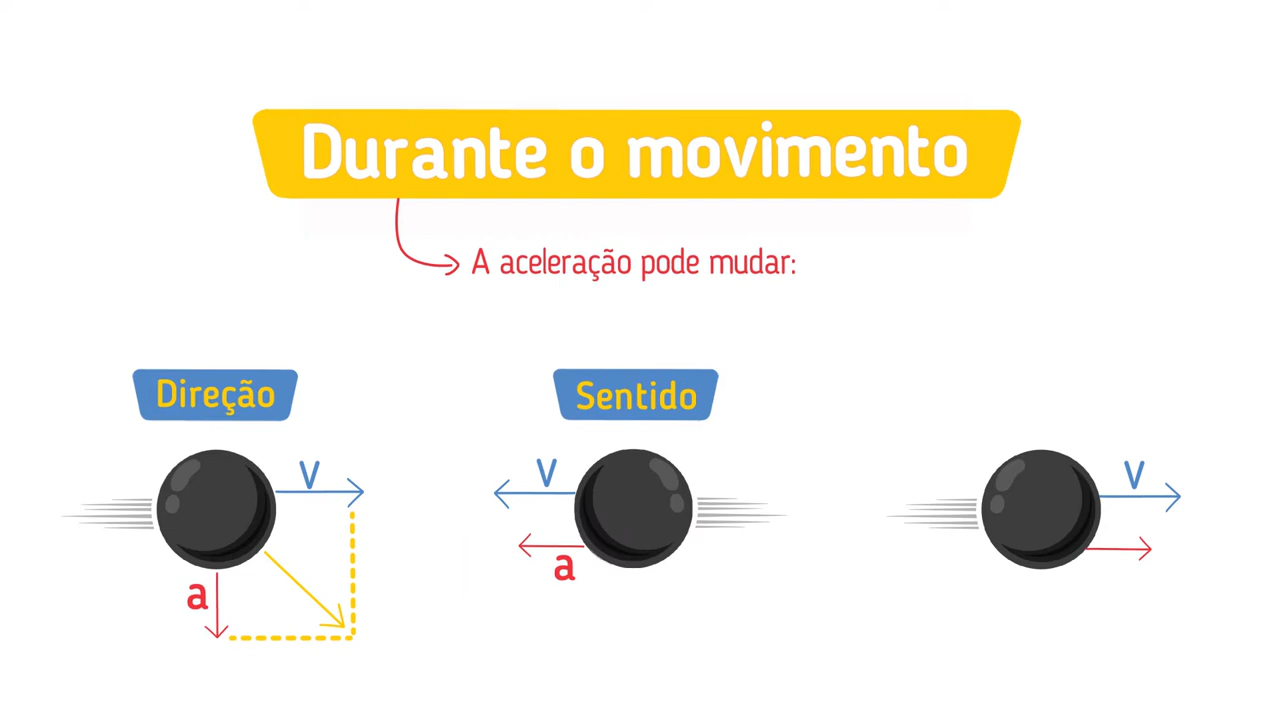 Durante o movimento
A aceleração pode mudar:
Direção
Sentido
V
V
V
a
a